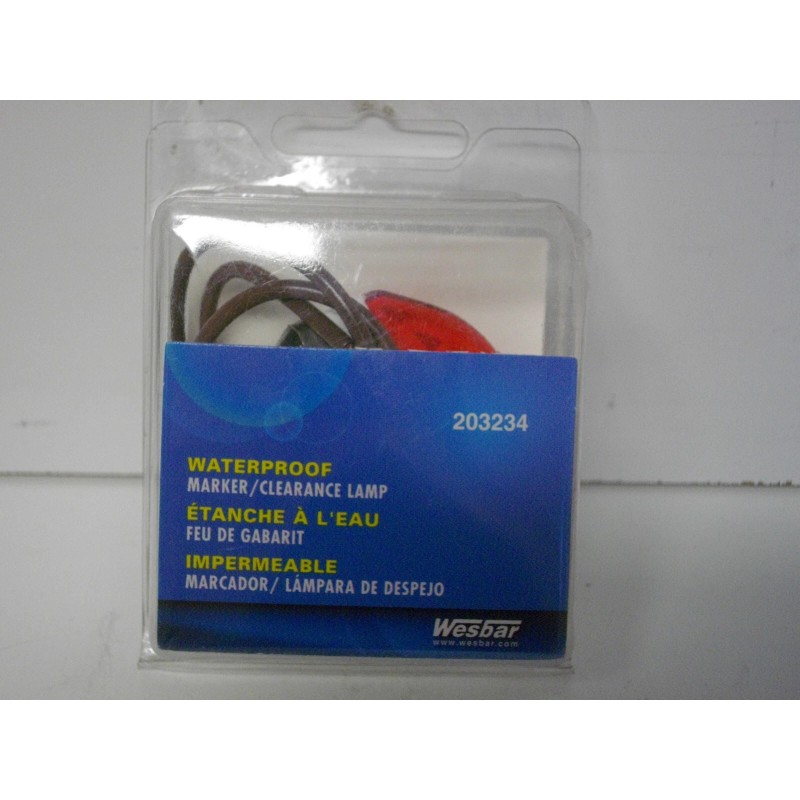 203234
WATERPROOF
MARKER/CLEARANCE LAMP
ÉTANCHE À L'EAU
FEU DE GABARIT
IMPERMEABLE
MARCADOR/ LÁMPARA DE DESPEJO
Wesbar
www.wesbar.com